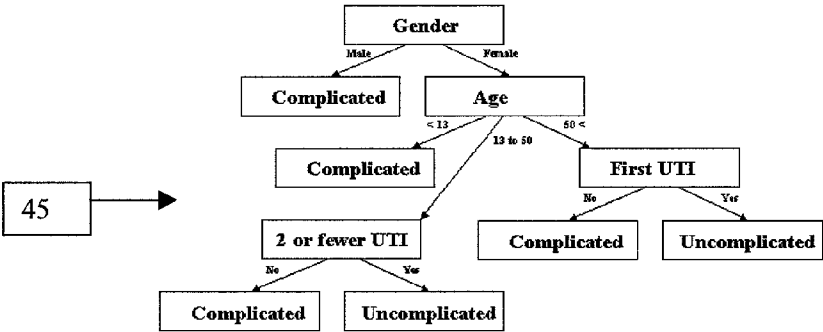 Gender
Male
Female
Complicated
Age
< 13
13 to 50
50 <
Complicated
First UTI
No
Yes
45
2 or fewer UTI
Complicated
Uncomplicated
No
Yes
Complicated
Uncomplicated